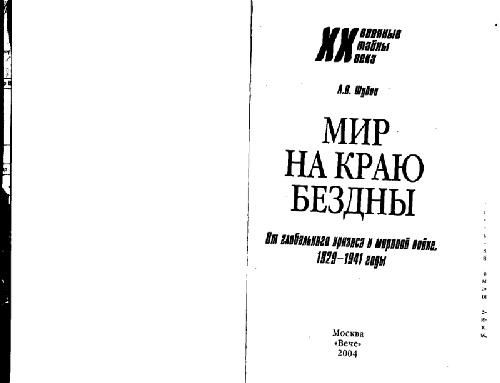 XX военные
тайны
века
А.В. Шубин
МИР
НА КРАЮ
БЕЗДНЫ
От глобального кризиса к мировой войне.
1929–1941 годы
Москва
«Вече»
2004